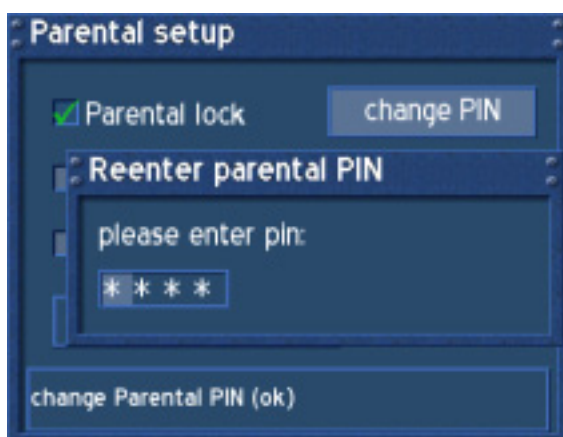 Parental setup
Parental lock
change PIN
Reenter parental PIN
please enter pin:
* * * *
change Parental PIN (ok)